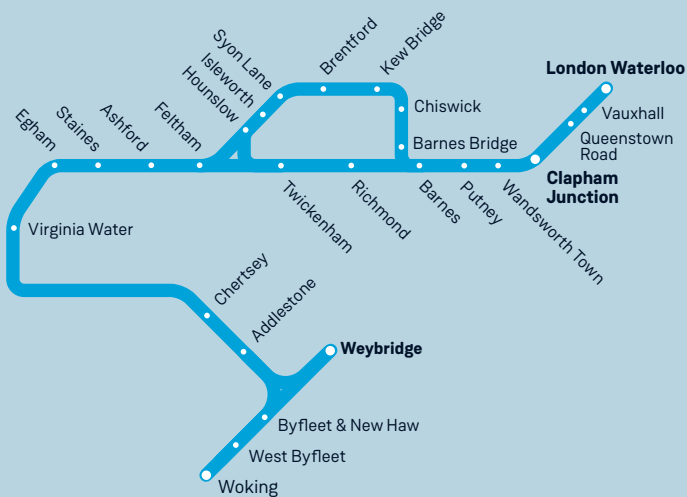 Egham
Staines
Ashford
Feltham
Hounslow
Isleworth
Syon Lane
Brentford
Kew Bridge
London Waterloo
Vauxhall
Queenstown
Road
Clapham
Junction
Chiswick
Barnes Bridge
Twickenham
Richmond
Barnes
Putney
Wandsworth Town
Virginia Water
Chertsey
Addlestone
Weybridge
Byfleet & New Haw
West Byfleet
Woking